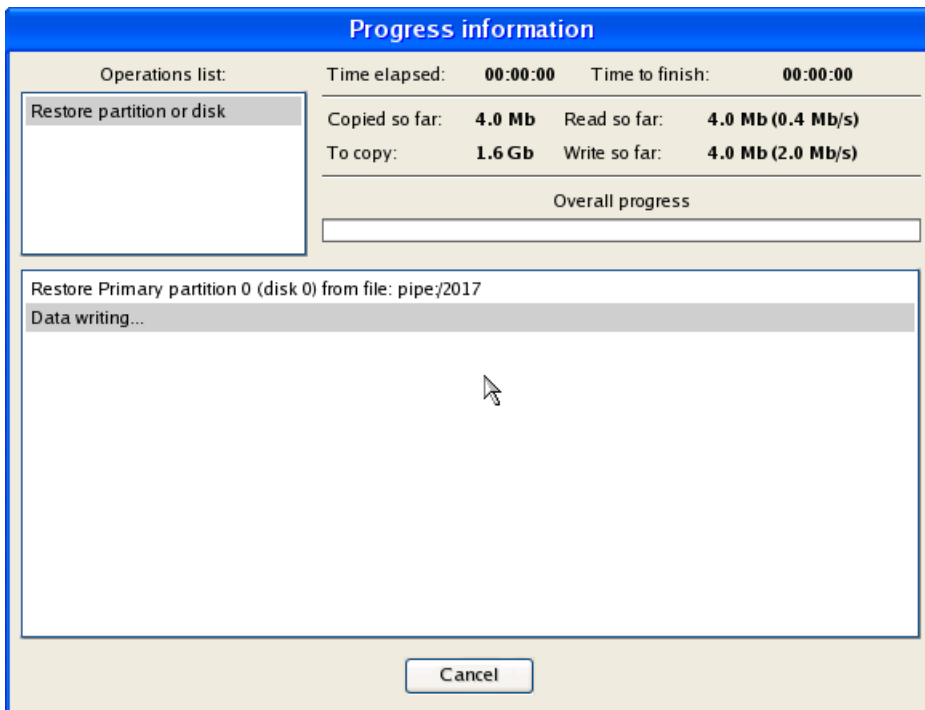 Progress information
Operations list:
Restore partition or disk
Time elapsed: 00:00:00 Time to finish: 00:00:00
Copied so far: 4.0 Mb Read so far: 4.0 Mb (0.4 Mb/s)
To copy: 1.6 Gb Write so far: 4.0 Mb (2.0 Mb/s)
Overall progress
Restore Primary partition 0 (disk 0) from file: pipe:/2017
Data writing...
Cancel